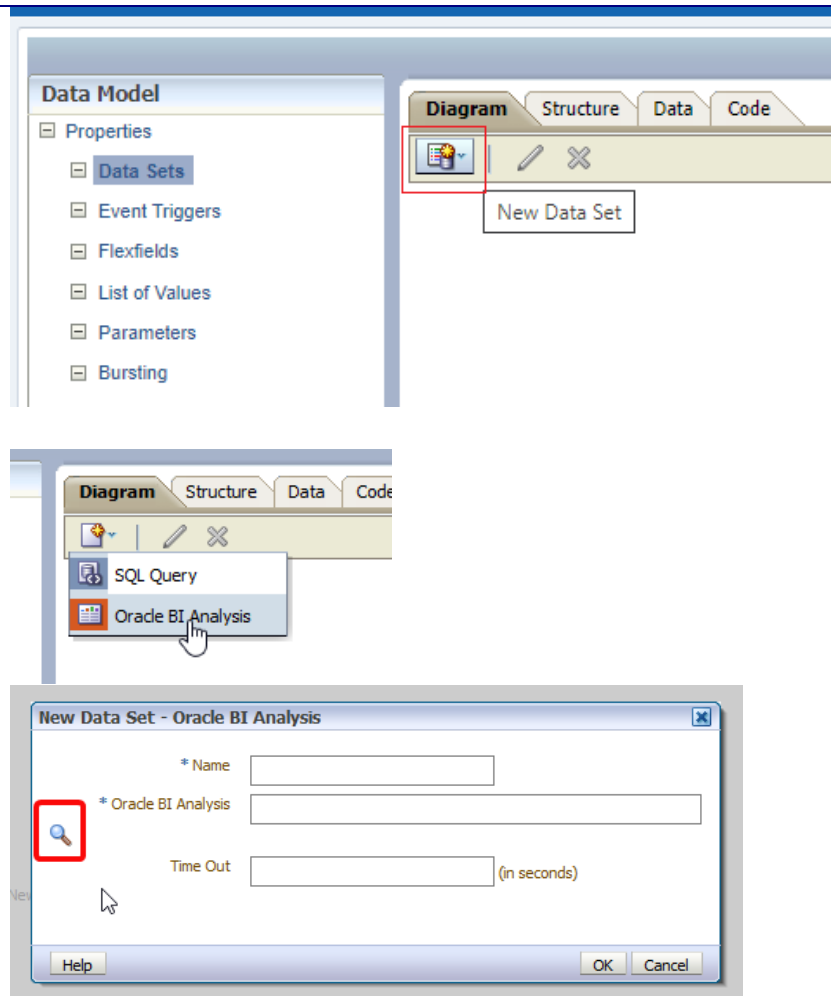 Data Model
Properties
Data Sets
Event Triggers
Flexfields
List of Values
Parameters
Bursting
Diagram Structure Data Code
New Data Set
Diagram Structure Data Code
SQL Query
Oracle BI Analysis
New Data Set - Oracle BI Analysis
* Name
* Oracle BI Analysis
Time Out (in seconds)
Help OK Cancel